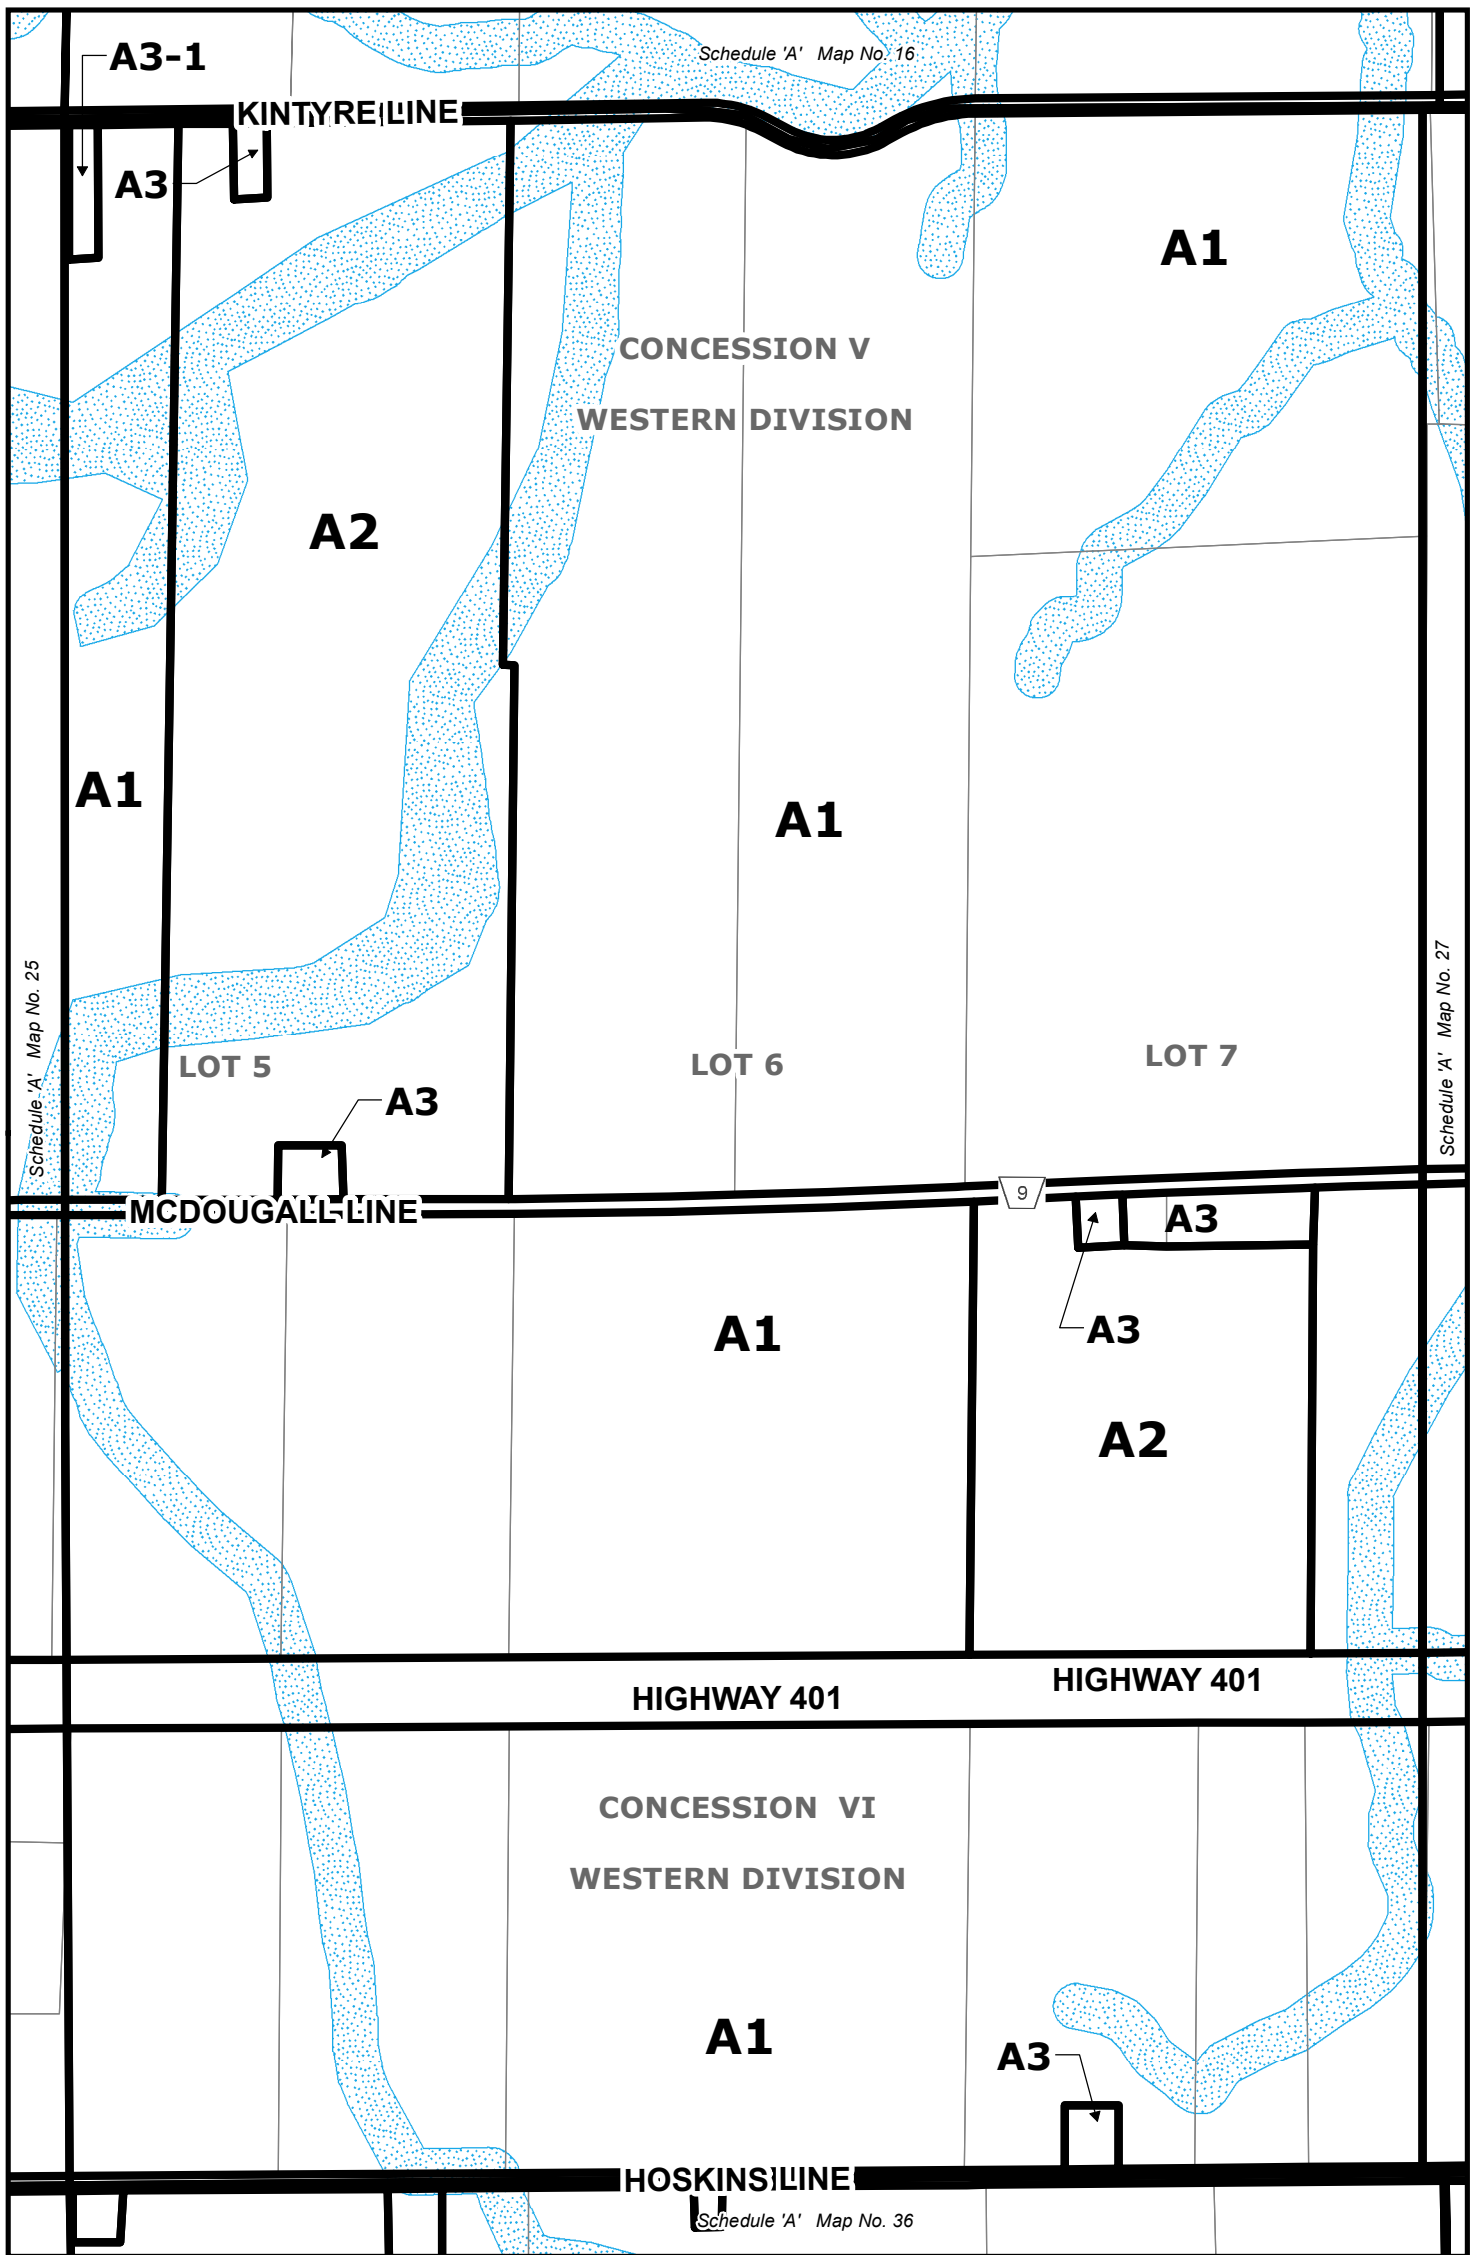 Schedule 'A' Map No. 16
A3-1
KINTYRE LINE
A3
A1
CONCESSION V
WESTERN DIVISION
A2
A1
A1
Schedule 'A' Map No. 25
Schedule 'A' Map No. 27
LOT 5
LOT 6
LOT 7
A3
MCDOUGALL LINE
9
A3
A3
A1
A2
HIGHWAY 401
HIGHWAY 401
CONCESSION VI
WESTERN DIVISION
A1
A3
HOSKINS LINE
Schedule 'A' Map No. 36